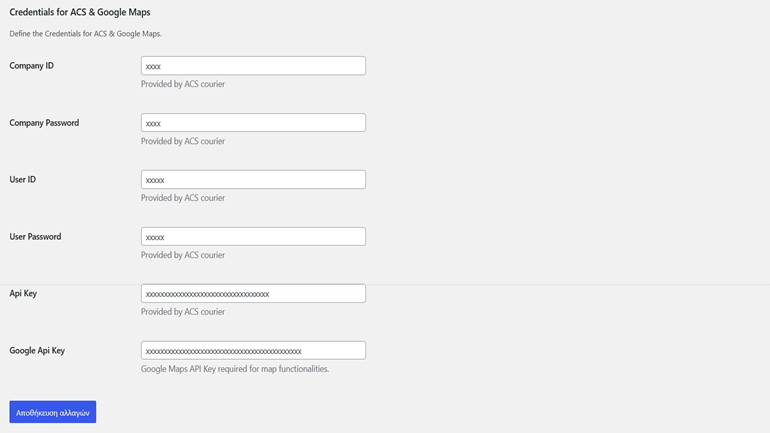 Credentials for ACS & Google Maps
Define the Credentials for ACS & Google Maps.
Company ID
xxxx
Provided by ACS courier
Company Password
xxxx
Provided by ACS courier
User ID
xxxxx
Provided by ACS courier
User Password
xxxxx
Provided by ACS courier
Api Key
xxxxxxxxxxxxxxxxxxxxxxxxxxxxxxxxxx
Provided by ACS courier
Google Api Key
xxxxxxxxxxxxxxxxxxxxxxxxxxxxxxxxxxxxxxxxxxx
Google Maps API Key required for map functionalities.
Αποθήκευση αλλαγών